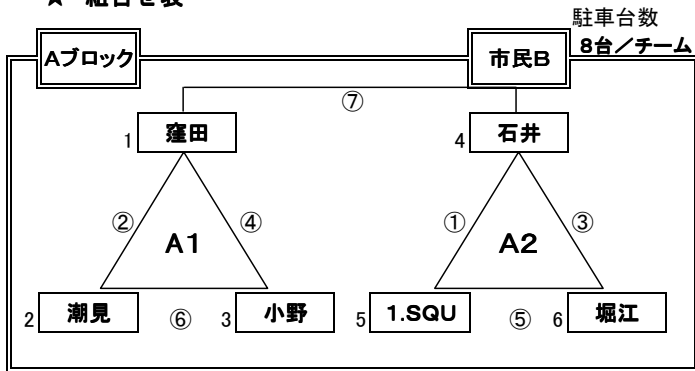 ★ 組合せ表
駐車台数
Aブロック
市民B
8台／チーム
⑦
1 窪田
4 石井
② ④
① ③
A1
A2
2 潮見
⑥
3 小野
5 1.SQU
⑤
6 堀江